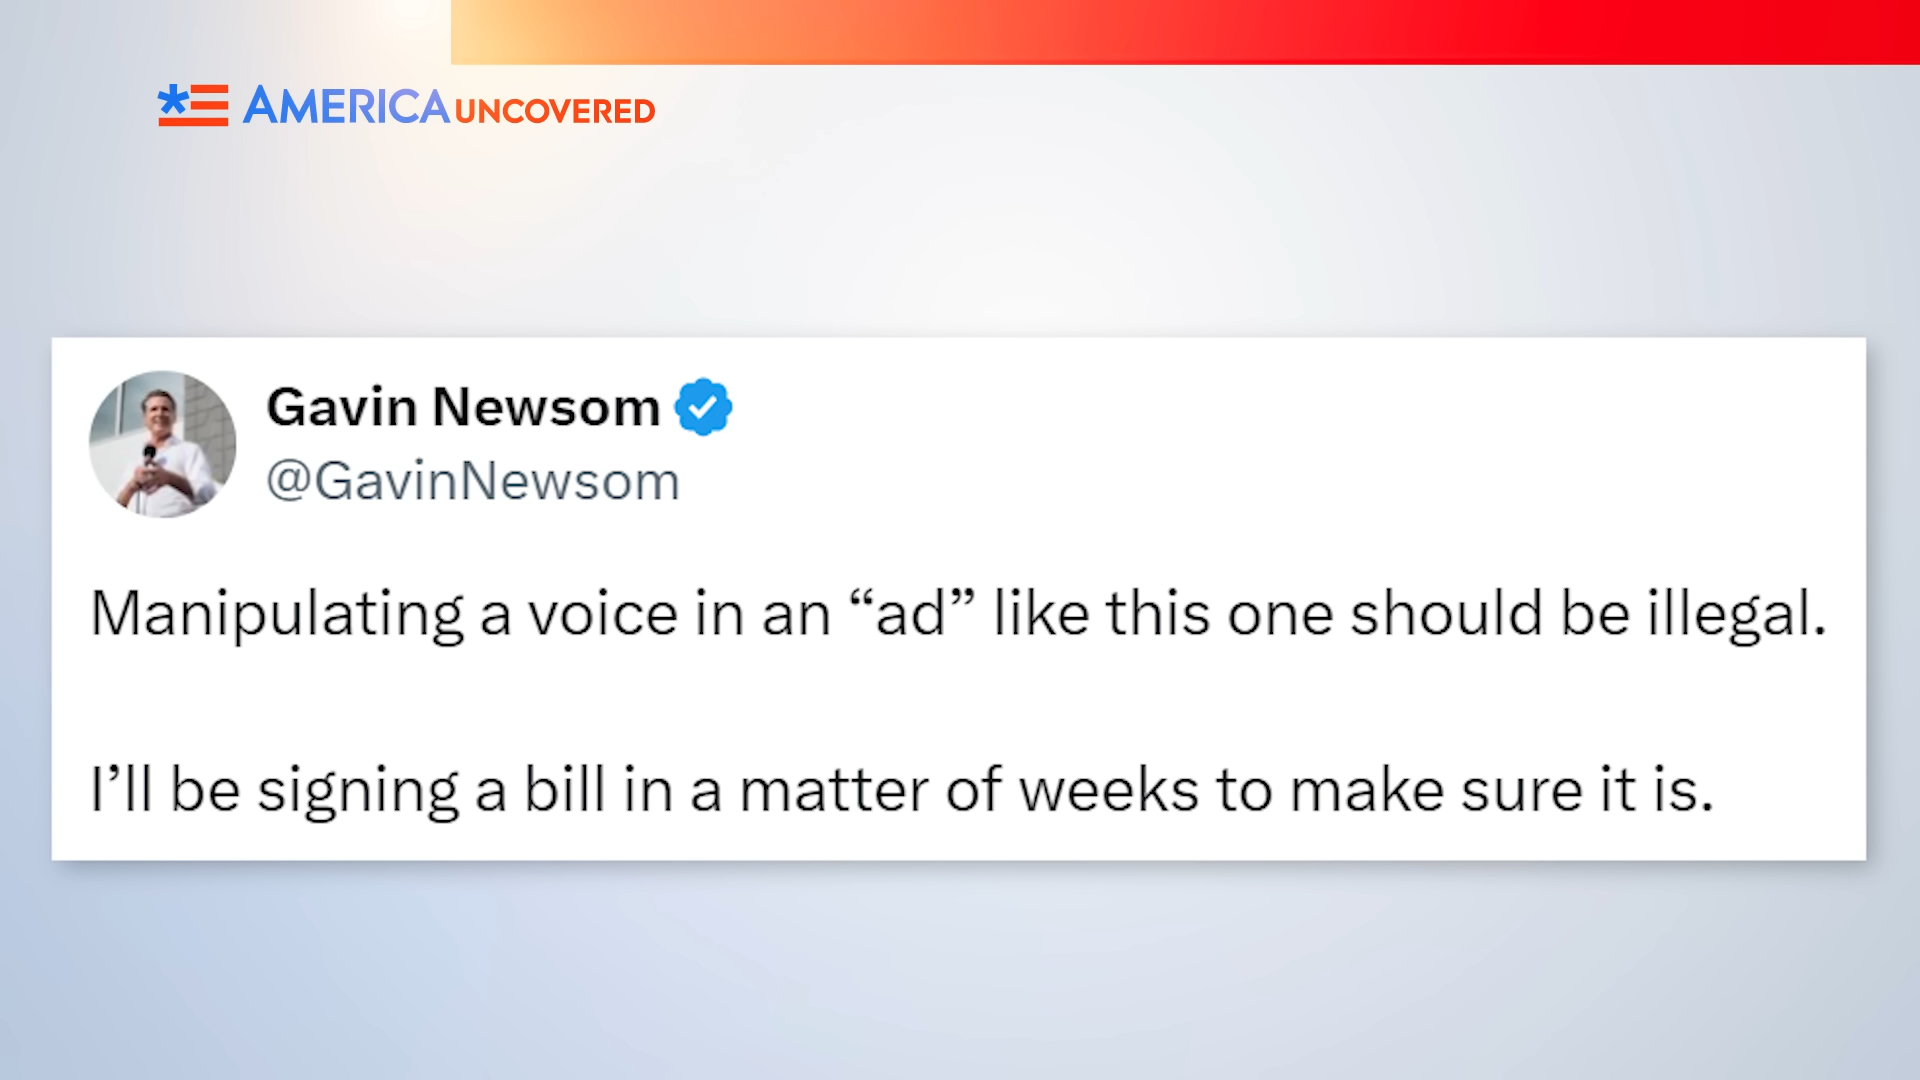 AMERICA UNCOVERED
Gavin Newsom
@GavinNewsom
Manipulating a voice in an “ad” like this one should be illegal.
I’ll be signing a bill in a matter of weeks to make sure it is.